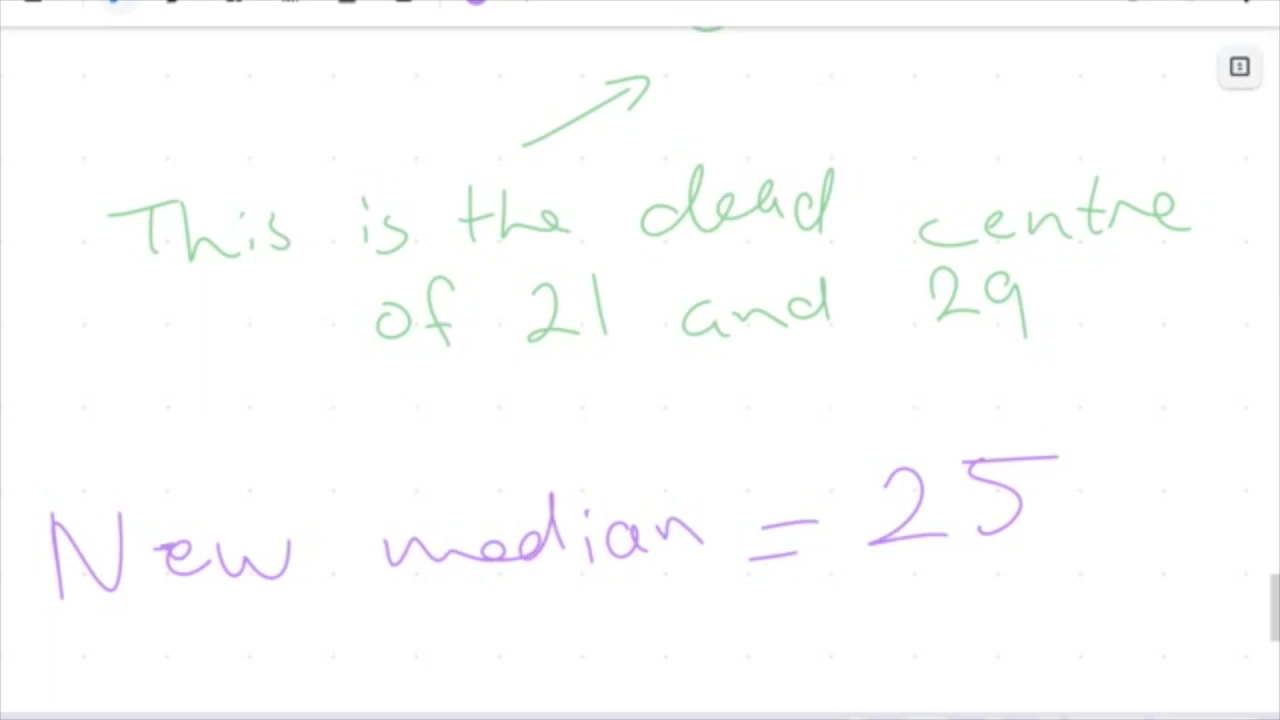 This is the dead centre
of 21 and 29
New median = 25